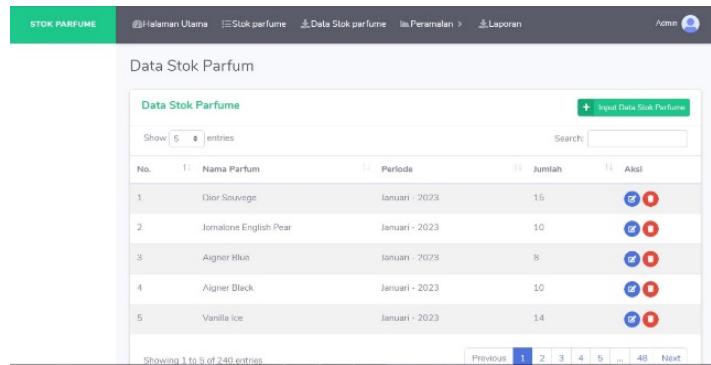 STOK PARFUME Halaman Utama Stok parfume Data Stok parfume Peramalan > Laporan Admin
Data Stok Parfum
Data Stok Parfume + Input Data Stok Parfume
Show 5 entries Search:
No. Nama Parfum Periode Jumlah Aksi
1 Dior Souvege Januari - 2023 15
2 Jomalone English Pear Januari - 2023 10
3 Aigner Blue Januari - 2023 8
4 Aigner Black Januari - 2023 10
5 Vanilla Ice Januari - 2023 14
Showing 1 to 5 of 240 entries Previous 1 2 3 4 5 ... 48 Next